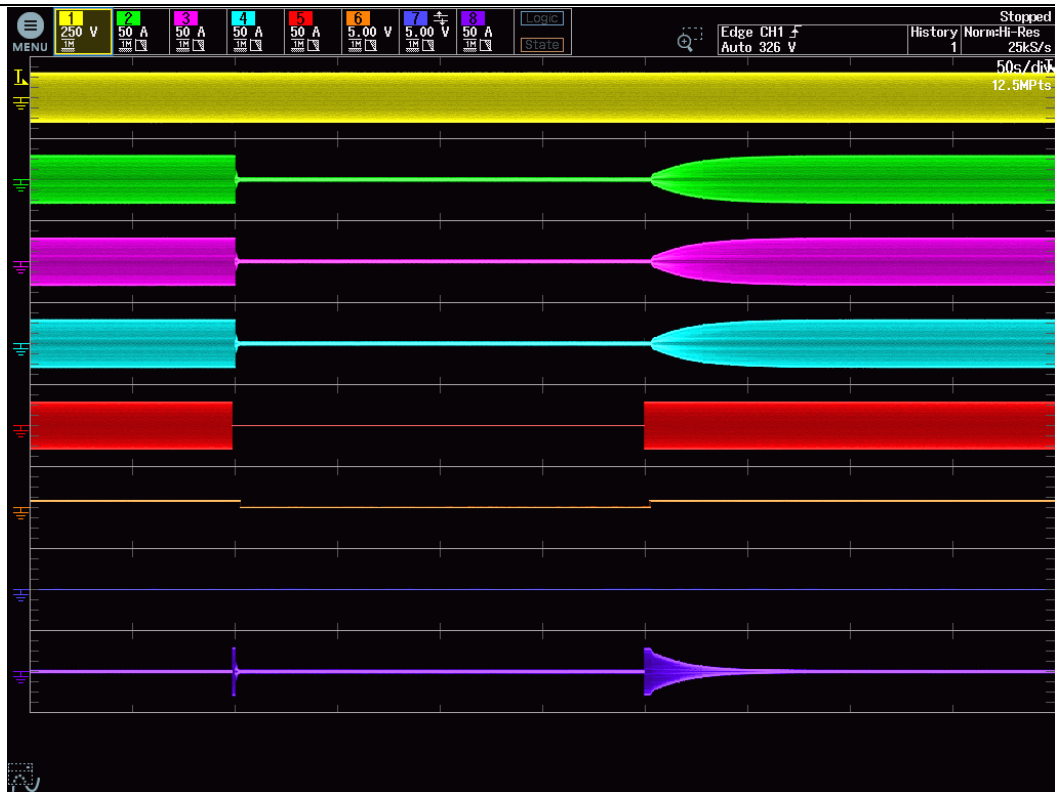 MENU
1 250 V 1M
2 50 A 1M
3 50 A 1M
4 50 A 1M
5 50 A 1M
6 5.00 V 1M
7 5.00 V 1M
8 50 A 1M
Logic
State
Edge CH1
Auto 326 V
Stopped
History
1
Norm:Hi-Res
25kS/s
50s/div
12.5MPts
T